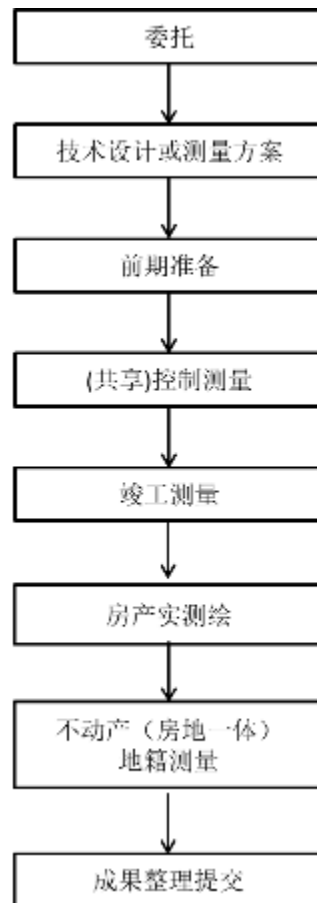 委托
技术设计或测量方案
前期准备
(共享)控制测量
竣工测量
房产实测绘
不动产（房地一体）
地籍测量
成果整理提交